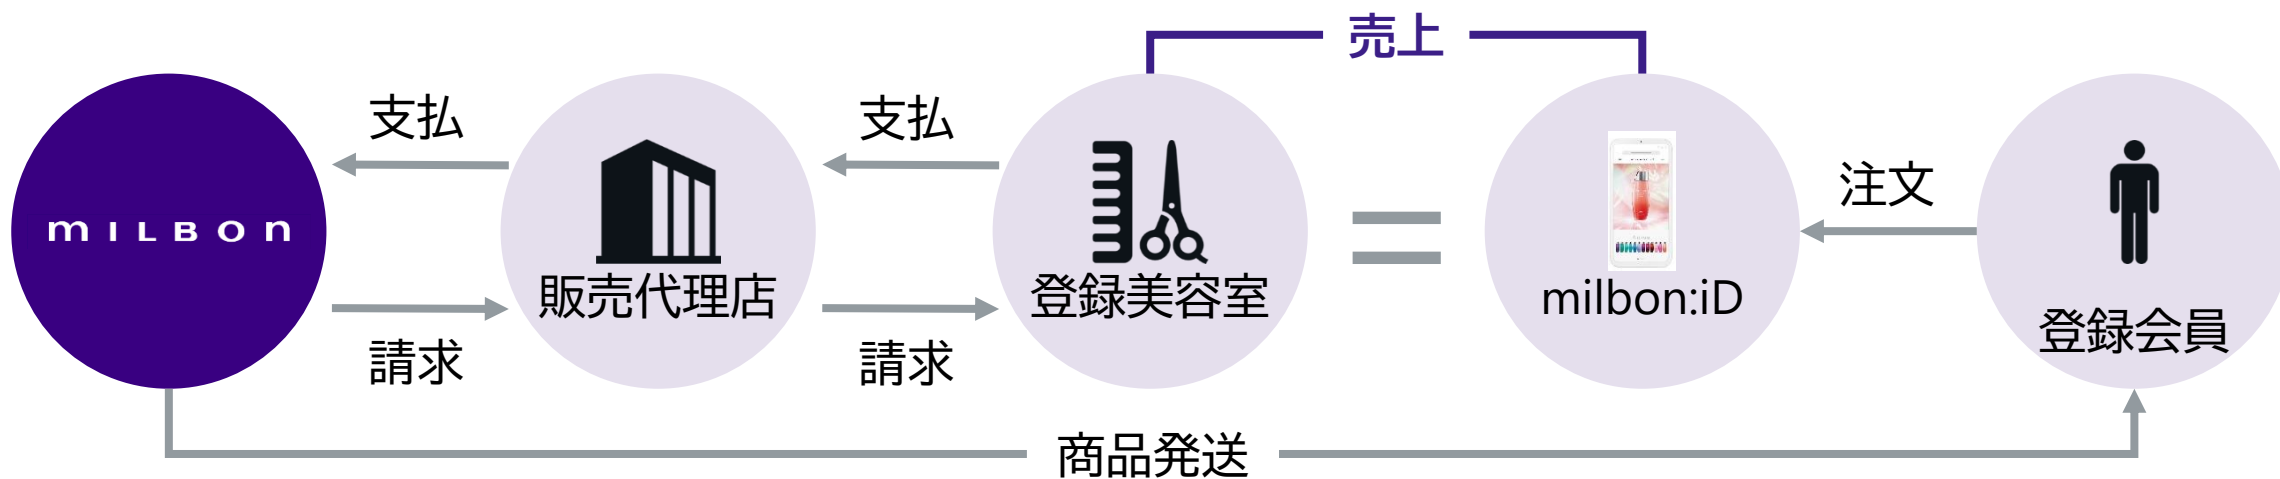 売上
支払
支払
注文
MILBON
販売代理店
登録美容室
milbon:iD
登録会員
請求
請求
商品発送